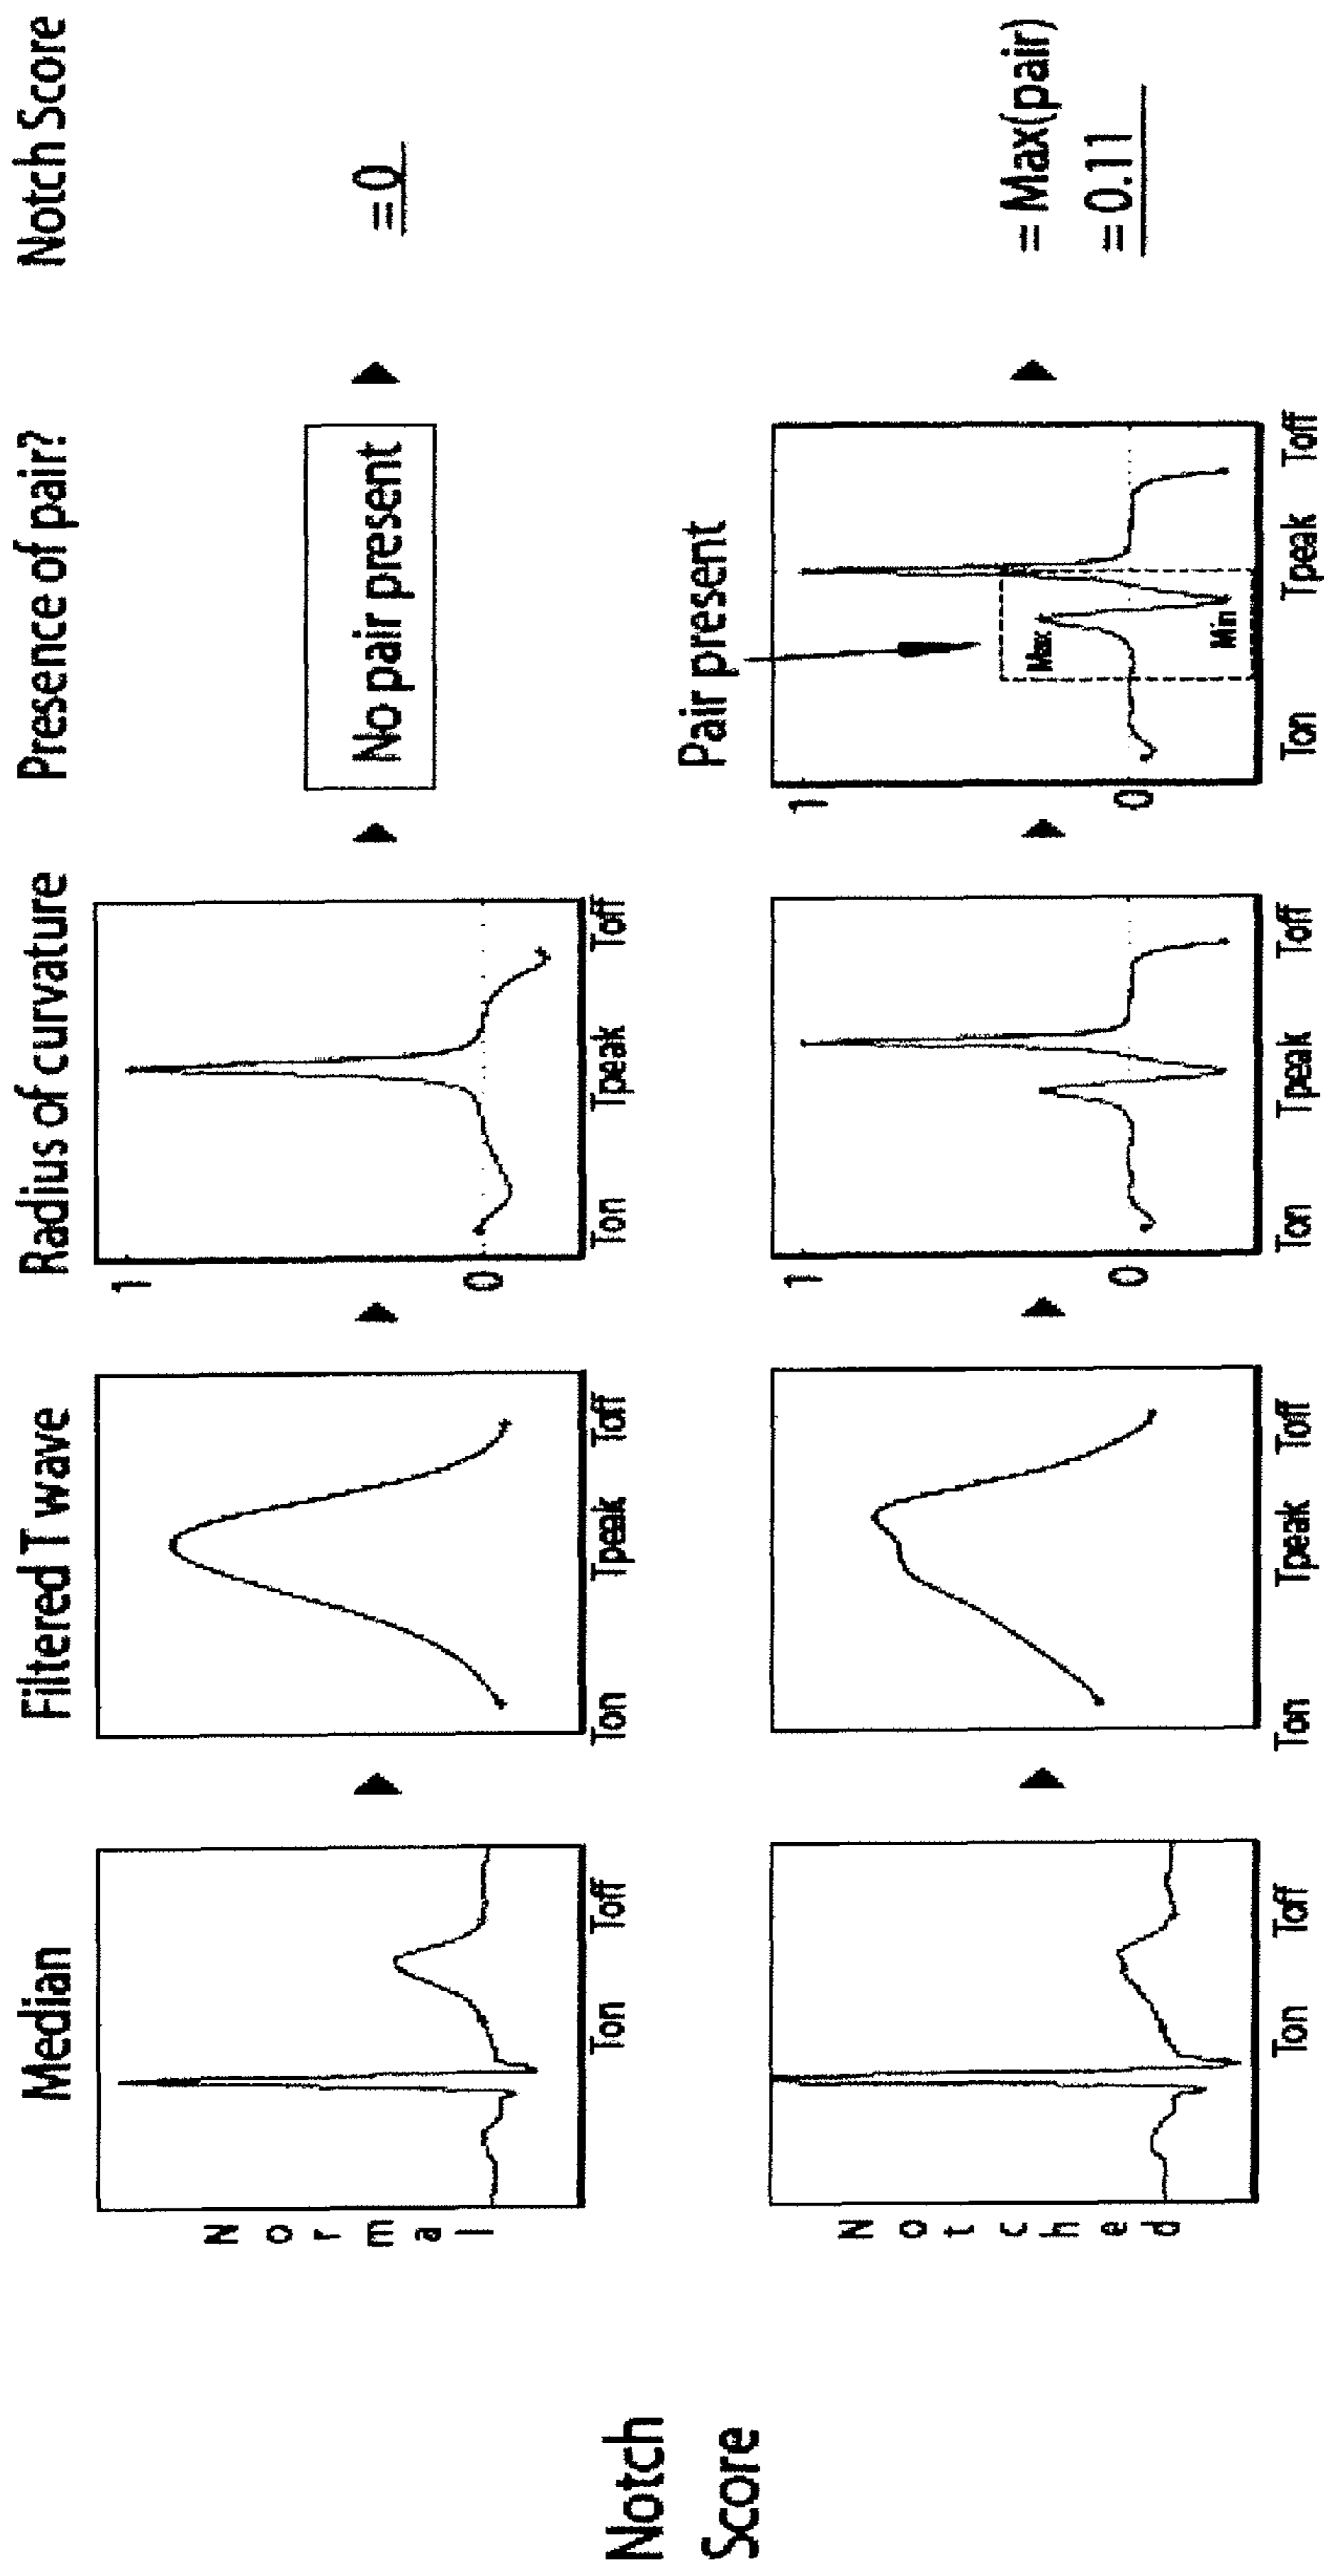 Notch
Score
Median
Filtered T wave
Radius of curvature
Presence of pair?
Notch Score
Normal
Ton
Toff
Ton
Tpeak
Toff
1
0
Ton
Tpeak
Toff
No pair present
= 0
Notched
Ton
Toff
Ton
Tpeak
Toff
1
0
Ton
Tpeak
Toff
Pair present
1
0
Max
Min
Ton
Tpeak
Toff
= Max(pair)
= 0.11